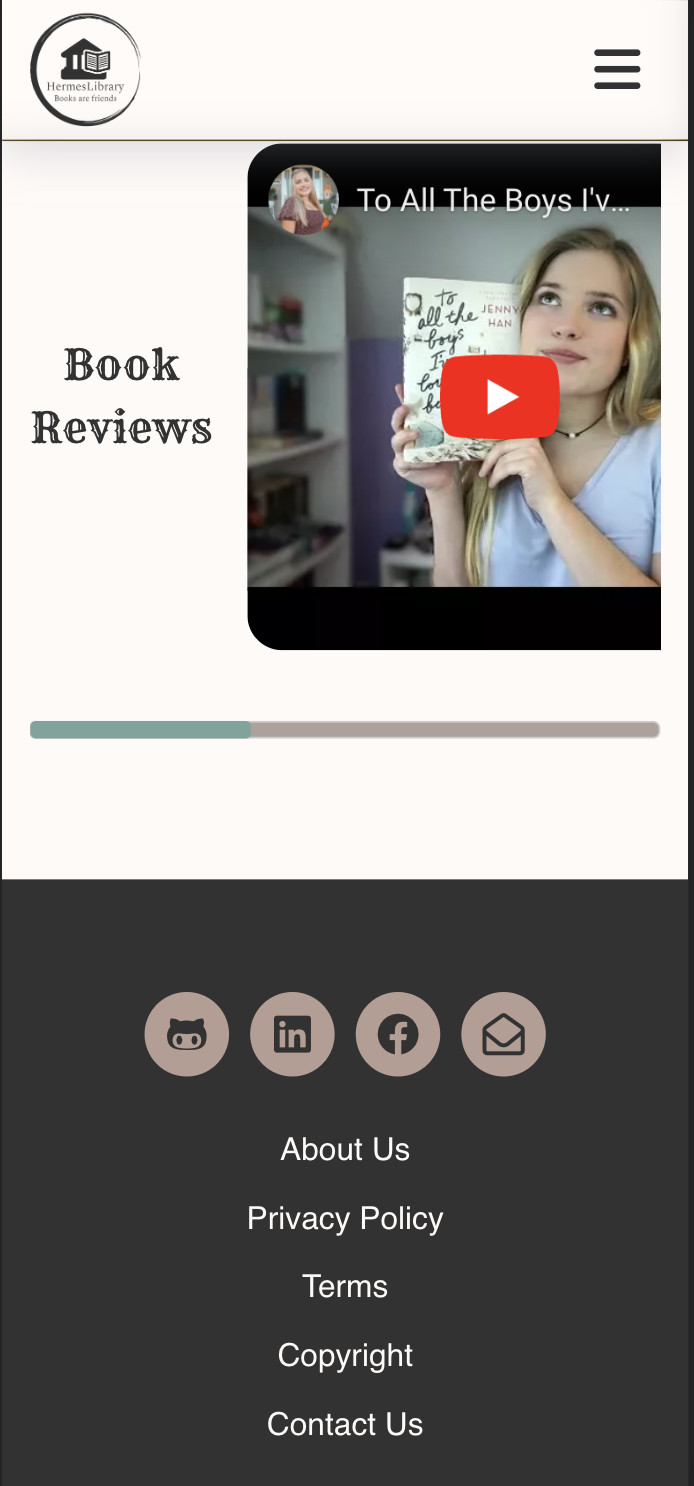 HermesLibrary
Books are friends
To All The Boys I'v...
to
all the
boys
JENNY
HAN
Book
Reviews
in
About Us
Privacy Policy
Terms
Copyright
Contact Us